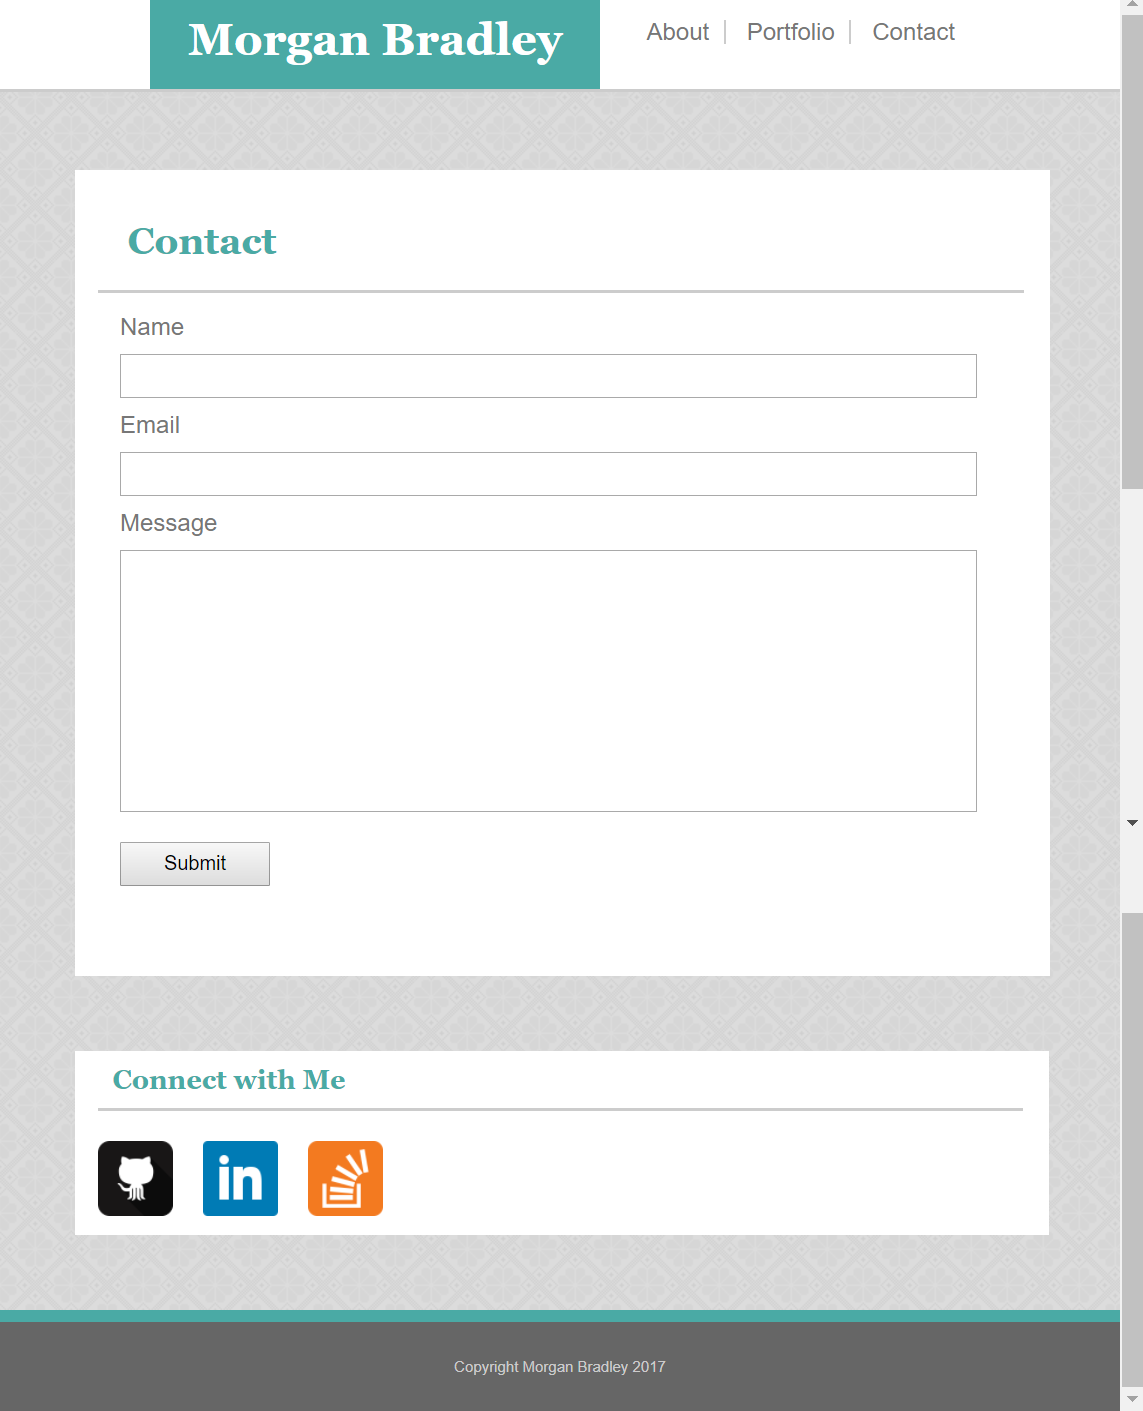 Morgan Bradley
About
Portfolio
Contact
Contact
Name
Email
Message
Submit
Connect with Me
in
Copyright Morgan Bradley 2017